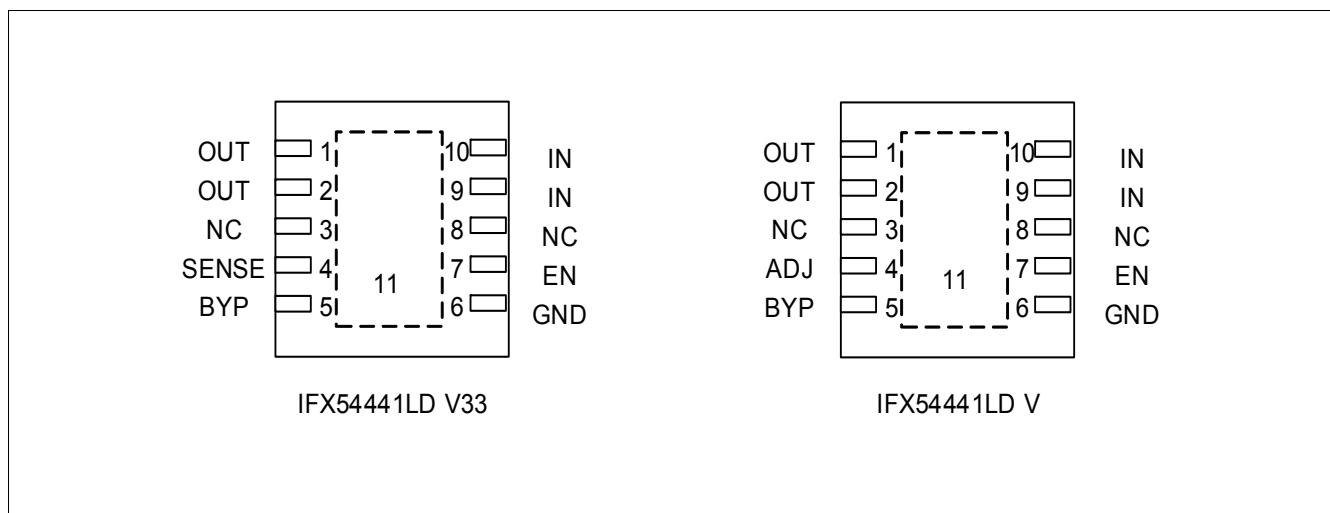 OUT 1 10 IN
OUT 2 9 IN
NC 3 8 NC
SENSE 4 7 EN
BYP 5 6 GND
11
IFX54441LD V33
OUT 1 10 IN
OUT 2 9 IN
NC 3 8 NC
ADJ 4 7 EN
BYP 5 6 GND
11
IFX54441LD V